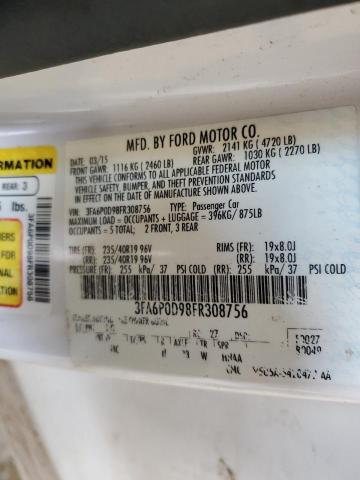 MFD. BY FORD MOTOR CO.
DATE: 03/15 GVWR: 2141 KG ( 4720 LB)
FRONT GAWR: 1116 KG ( 2460 LB) REAR GAWR: 1030 KG ( 2270 LB)
THIS VEHICLE CONFORMS TO ALL APPLICABLE FEDERAL MOTOR
VEHICLE SAFETY, BUMPER, AND THEFT PREVENTION STANDARDS
IN EFFECT ON THE DATE OF MANUFACTURE SHOWN ABOVE.
VIN: 3FA6P0D98FR308756 TYPE: Passenger Car
MAXIMUM LOAD = OCCUPANTS + LUGGAGE = 396KG/ 875LB
OCCUPANTS = 5 TOTAL: 2 FRONT, 3 REAR
TIRE (FR): 235/40R19 96V RIMS (FR): 19x8.0J
(RR): 235/40R19 96V (RR): 19x8.0J
PRESSURE (FR): 255 kPa/ 37 PSI COLD (RR): 255 kPa/ 37 PSI COLD
3FA6P0D98FR308756
RMATION
REAR: 3
lbs.
3FA6P0D98FR308756